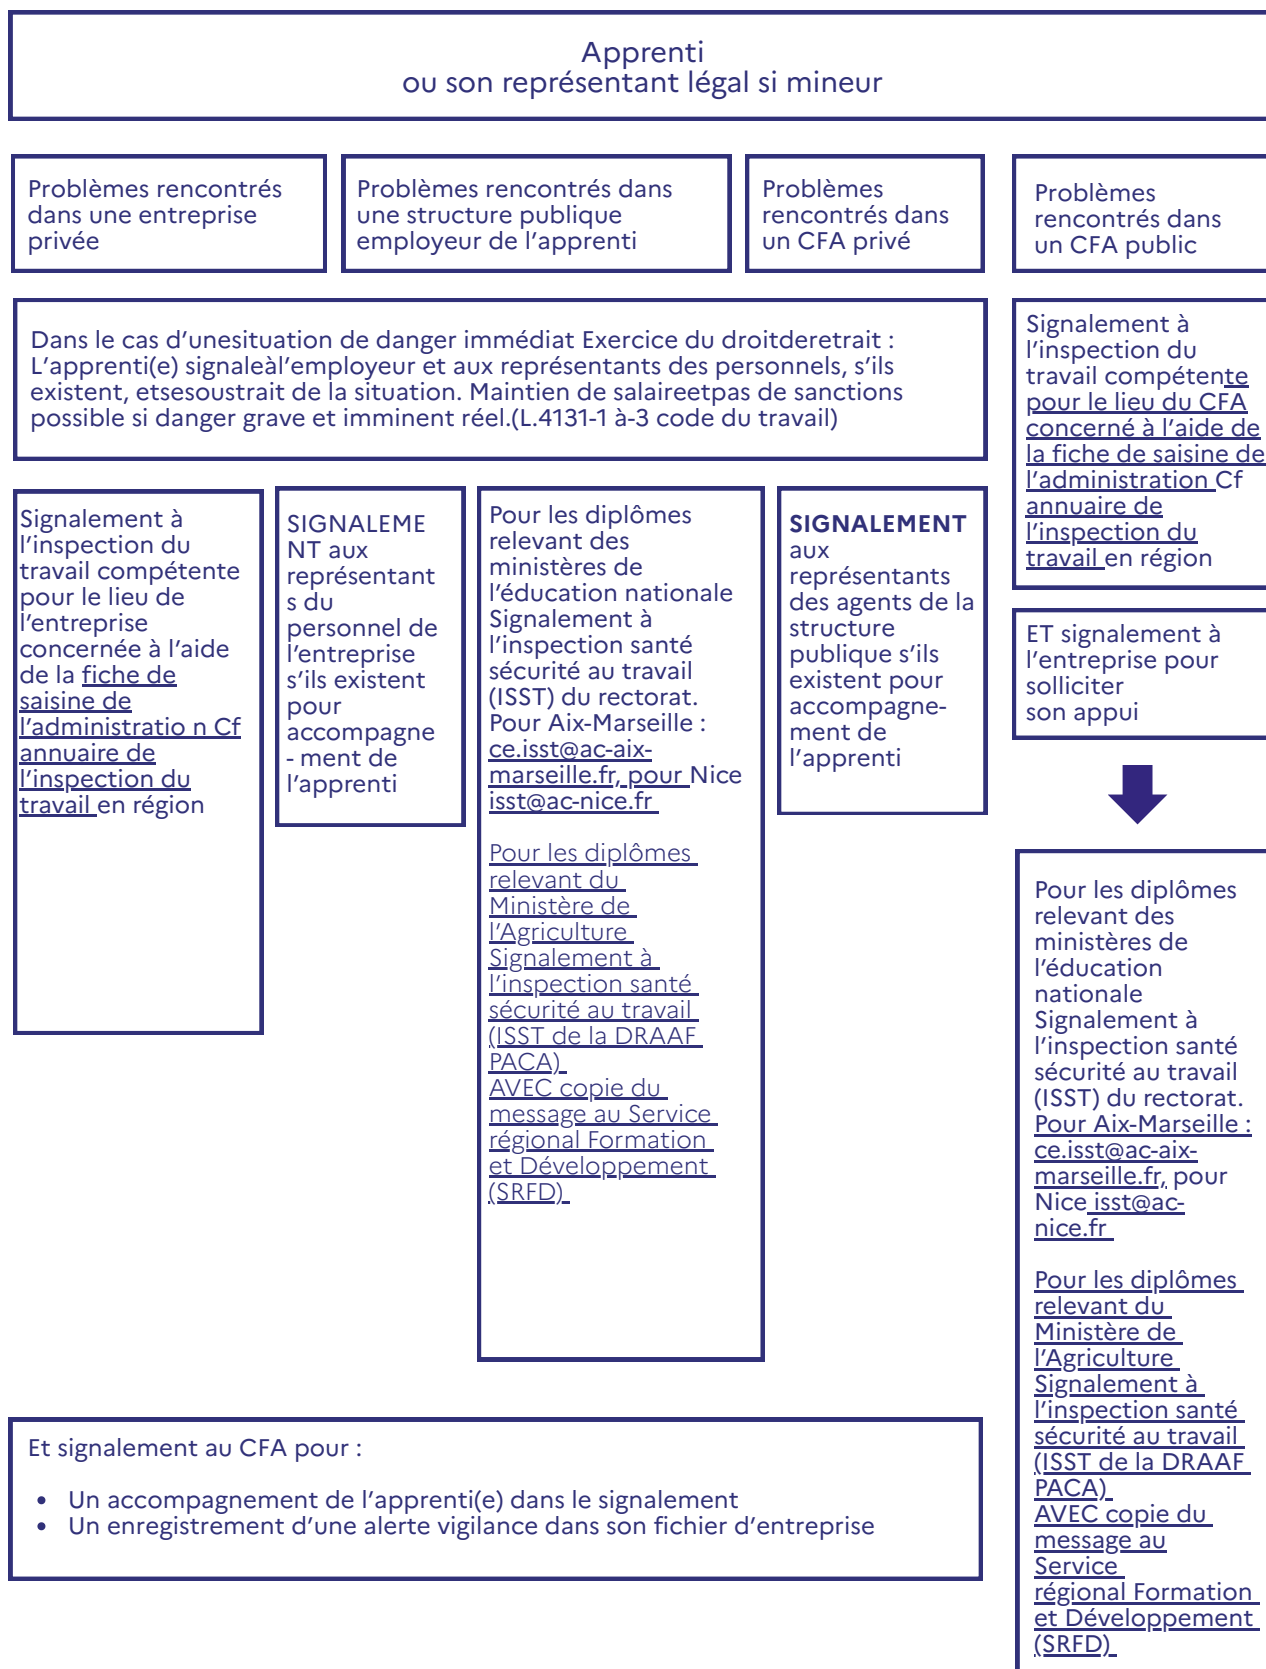 Apprenti
ou son représentant légal si mineur
Problèmes rencontrés
dans une entreprise
privée
Problèmes rencontrés dans
une structure publique
employeur de l'apprenti
Problèmes
rencontrés dans
un CFA privé
Problèmes
rencontrés dans
un CFA public
Dans le cas d'unesituation de danger immédiat Exercice du droitderetrait :
L'apprenti(e) signaleàl'employeur et aux représentants des personnels, s'ils
existent, etsesoustrait de la situation. Maintien de salaireetpas de sanctions
possible si danger grave et imminent réel.(L.4131-1 à-3 code du travail)
Signalement à
l'inspection du
travail compétente
pour le lieu de
l'entreprise
concernée à l'aide
de la fiche de
saisine de
l'administratio n Cf
annuaire de
l'inspection du
travail en région
SIGNALEME
NT aux
représentant
s du
personnel de
l'entreprise
s'ils existent
pour
accompagne
- ment de
l'apprenti
Pour les diplômes
relevant des
ministères de
l'éducation nationale
Signalement à
l'inspection santé
sécurité au travail
(ISST) du rectorat.
Pour Aix-Marseille :
ce.isst@ac-aix-
marseille.fr, pour Nice
isst@ac-nice.fr
Pour les diplômes
relevant du
Ministère de
l'Agriculture
Signalement à
l'inspection santé
sécurité au travail
(ISST de la DRAAF
PACA)
AVEC copie du
message au Service
régional Formation
et Développement
(SRFD)
SIGNALEMENT
aux
représentants
des agents de la
structure
publique s'ils
existent pour
accompagne-
ment de
l'apprenti
Signalement à
l'inspection du
travail compétente
pour le lieu du CFA
concerné à l'aide de
la fiche de saisine de
l'administration Cf
annuaire de
l'inspection du
travail en région
ET signalement à
l'entreprise pour
solliciter
son appui
Pour les diplômes
relevant des
ministères de
l'éducation
nationale
Signalement à
l'inspection santé
sécurité au travail
(ISST) du rectorat.
Pour Aix-Marseille :
ce.isst@ac-aix-
marseille.fr, pour
Nice isst@ac-
nice.fr
Pour les diplômes
relevant du
Ministère de
l'Agriculture
Signalement à
l'inspection santé
sécurité au travail
(ISST de la DRAAF
PACA)
AVEC copie du
message au
Service
régional Formation
et Développement
(SRFD)
Et signalement au CFA pour :
• Un accompagnement de l'apprenti(e) dans le signalement
• Un enregistrement d'une alerte vigilance dans son fichier d'entreprise